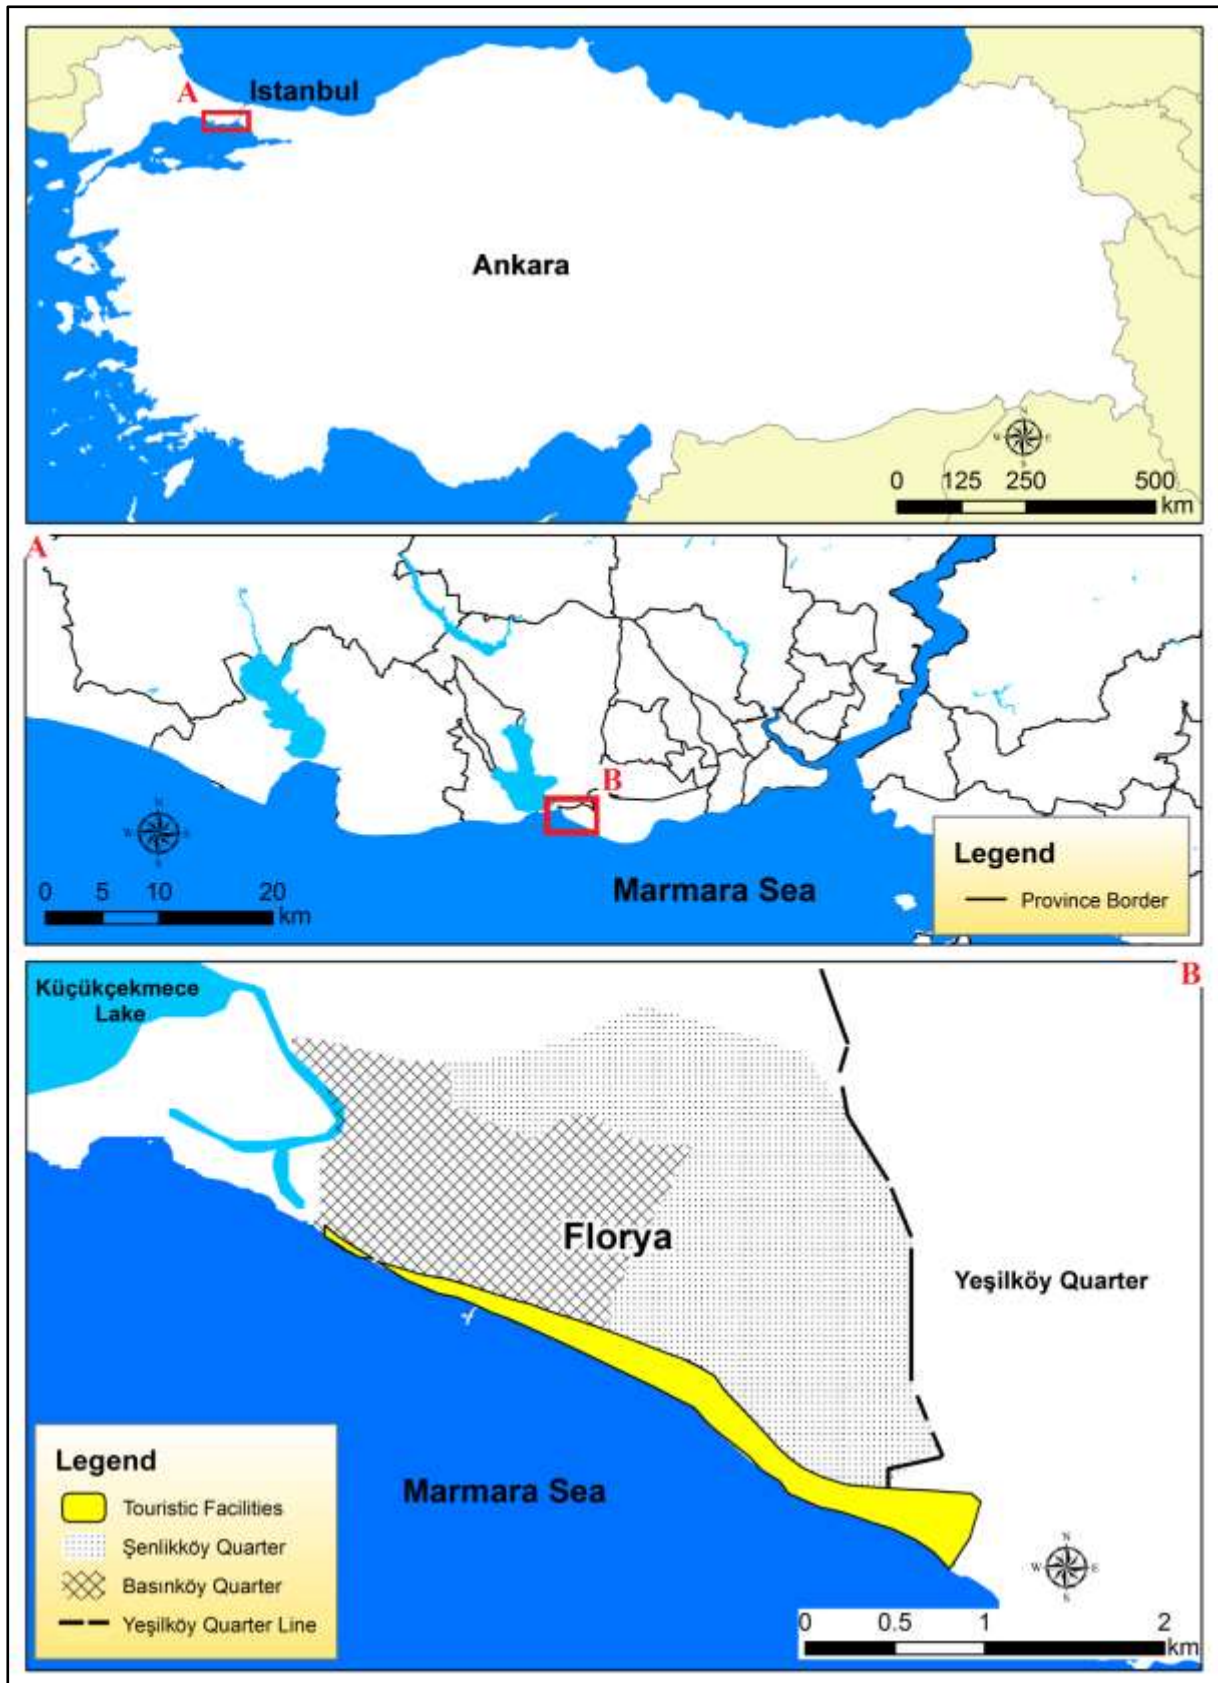 A
Istanbul
Ankara
N
W E
S
0 125 250 500
km
A
B
N
W E
S
0 5 10 20
km
Marmara Sea
Legend
Province Border
B
Küçükçekmece
Lake
Florya
Yeşilköy Quarter
Marmara Sea
Legend
Touristic Facilities
Şenlikköy Quarter
Basınköy Quarter
Yeşilköy Quarter Line
N
W E
S
0 0.5 1 2
km